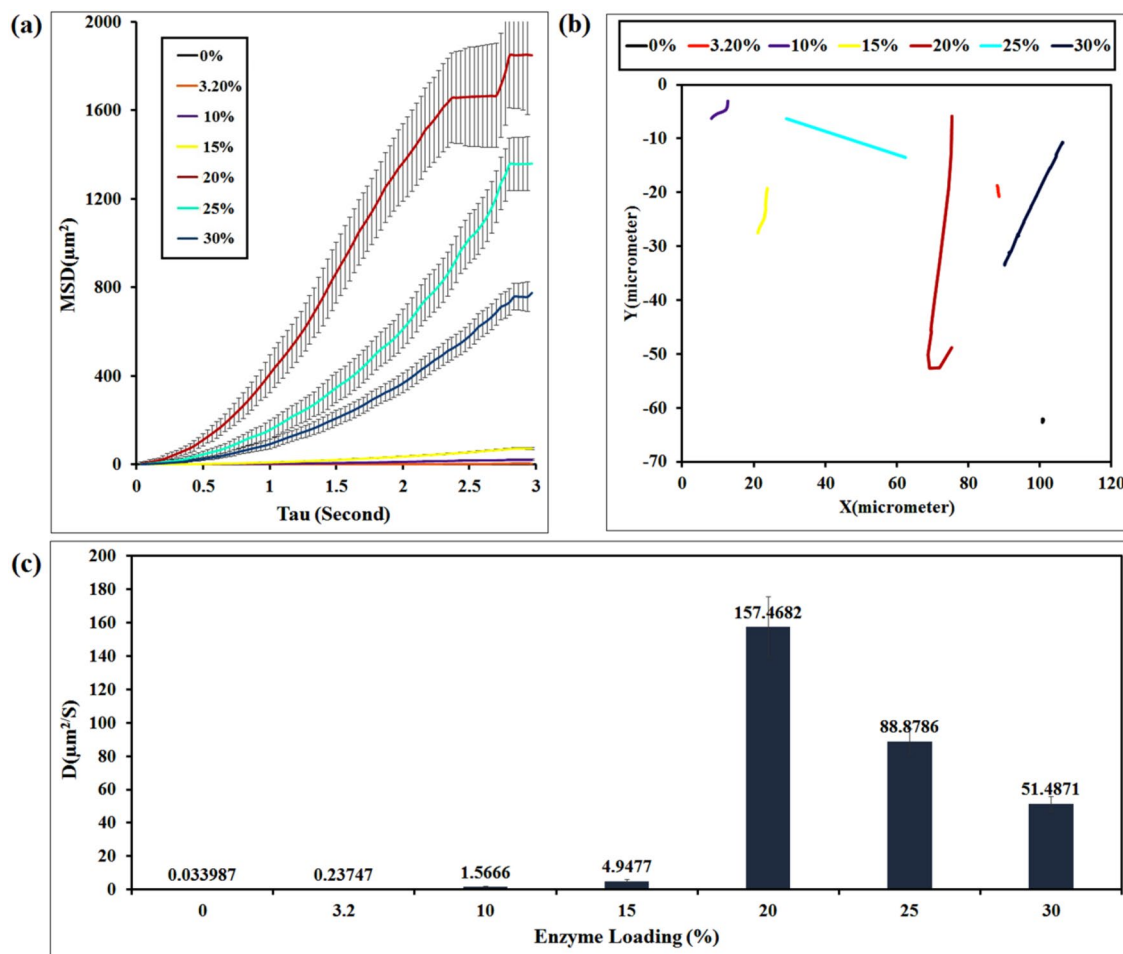 (a)
2000
1600
1200
800
400
0
MSD(µm²)
0%
3.20%
10%
15%
20%
25%
30%
0 0.5 1 1.5 2 2.5 3
Tau (Second)
(b)
0% 3.20% 10% 15% 20% 25% 30%
0
-10
-20
-30
-40
-50
-60
-70
Y(micrometer)
0 20 40 60 80 100 120
X(micrometer)
(c)
200
180
160
140
120
100
80
60
40
20
0
D(µm²/S)
0.033987 0.23747 1.5666 4.9477 157.4682 88.8786 51.4871
0 3.2 10 15 20 25 30
Enzyme Loading (%)